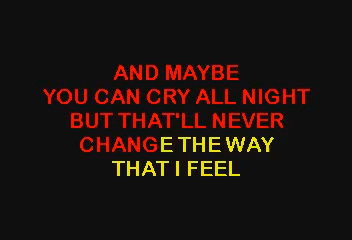 AND MAYBE
YOU CAN CRY ALL NIGHT
BUT THAT'LL NEVER
CHANGE THE WAY
THAT I FEEL